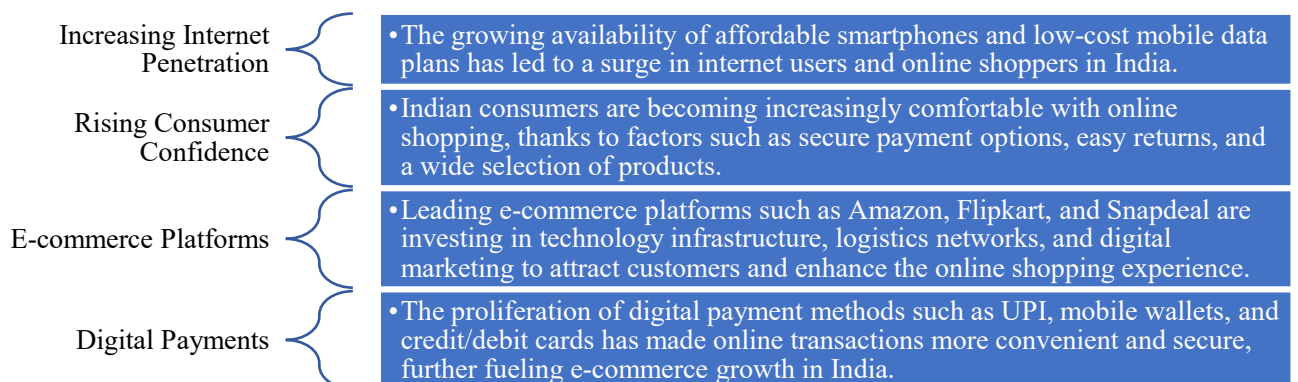 Increasing Internet
Penetration
•The growing availability of affordable smartphones and low-cost mobile data
plans has led to a surge in internet users and online shoppers in India.
Rising Consumer
Confidence
•Indian consumers are becoming increasingly comfortable with online
shopping, thanks to factors such as secure payment options, easy returns, and
a wide selection of products.
E-commerce Platforms
•Leading e-commerce platforms such as Amazon, Flipkart, and Snapdeal are
investing in technology infrastructure, logistics networks, and digital
marketing to attract customers and enhance the online shopping experience.
Digital Payments
•The proliferation of digital payment methods such as UPI, mobile wallets, and
credit/debit cards has made online transactions more convenient and secure,
further fueling e-commerce growth in India.